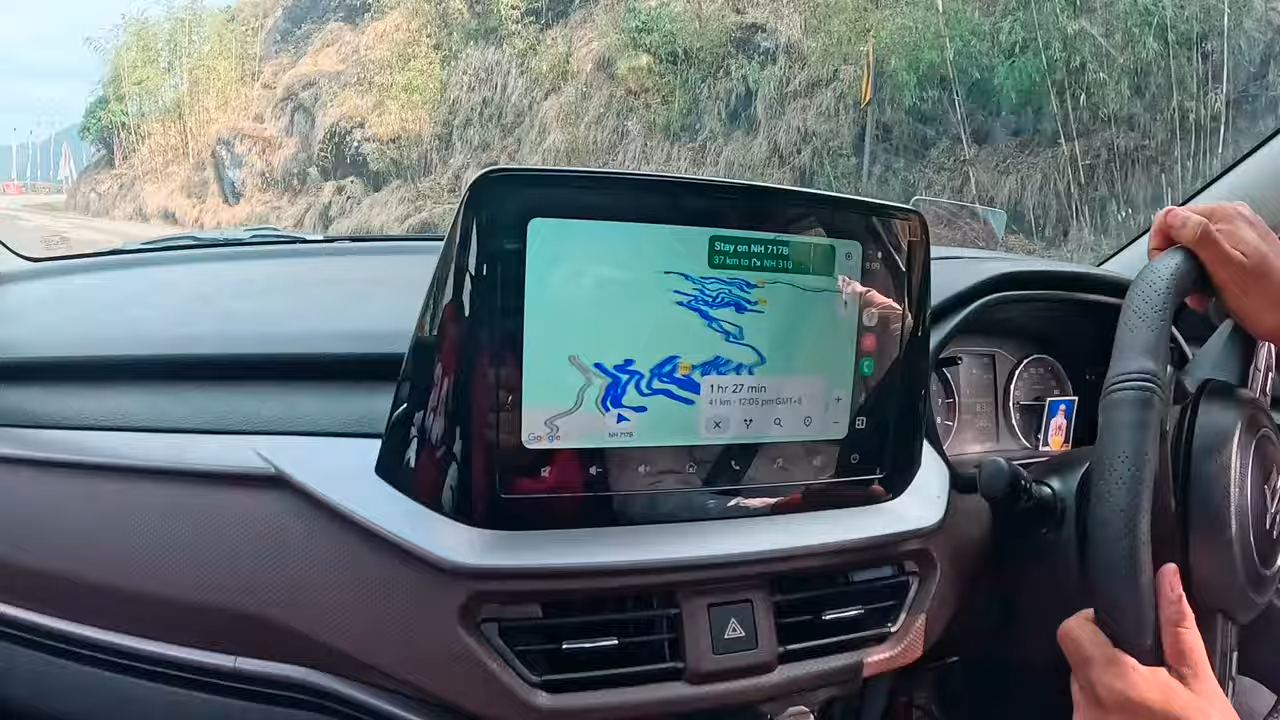 Stay on NH 717B
37 km to NH 310
8:09
1 hr 27 min
41 km · 12:05 pm GMT+8
NH 717B
Google